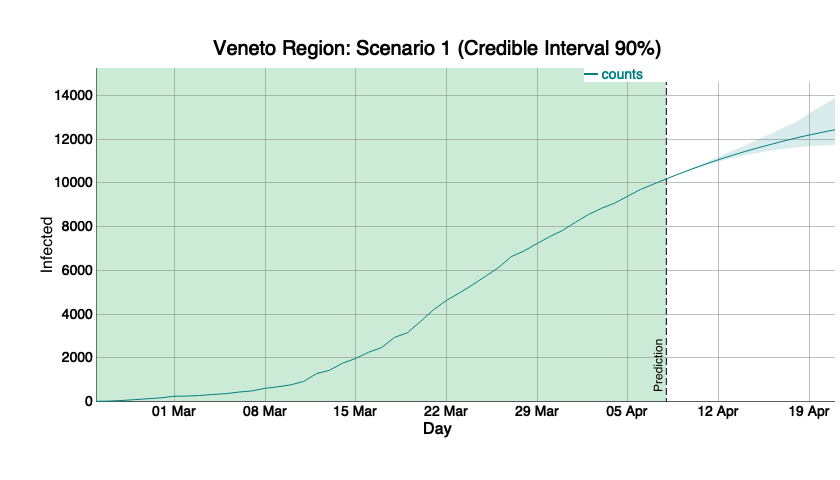 Veneto Region: Scenario 1 (Credible Interval 90%)
counts
14000
12000
10000
8000
6000
4000
2000
0
Infected
Prediction
01 Mar 08 Mar 15 Mar 22 Mar 29 Mar 05 Apr 12 Apr 19 Apr
Day